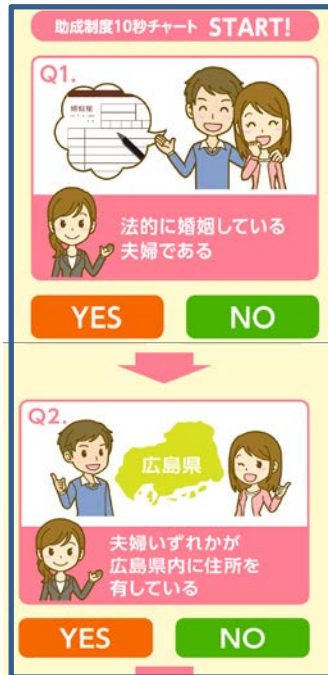 助成制度10秒チャート START!
Q1.
婚姻届
法的に婚姻している
夫婦である
YES NO
Q2.
広島県
夫婦いずれかが
広島県内に住所を
有している
YES NO